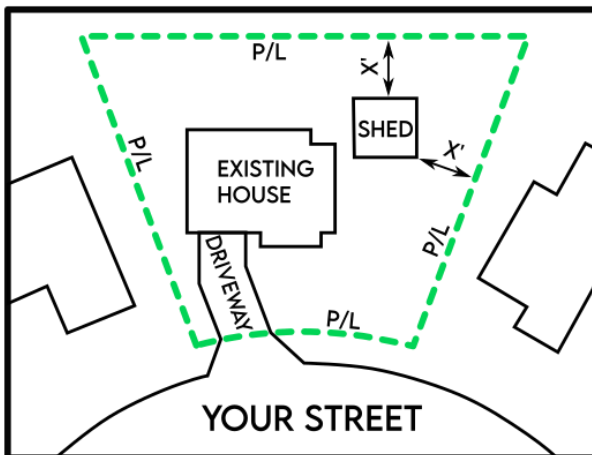 P/L
X'
SHED
P/L
X'
EXISTING
HOUSE
P/L
DRIVEWAY
P/L
YOUR STREET